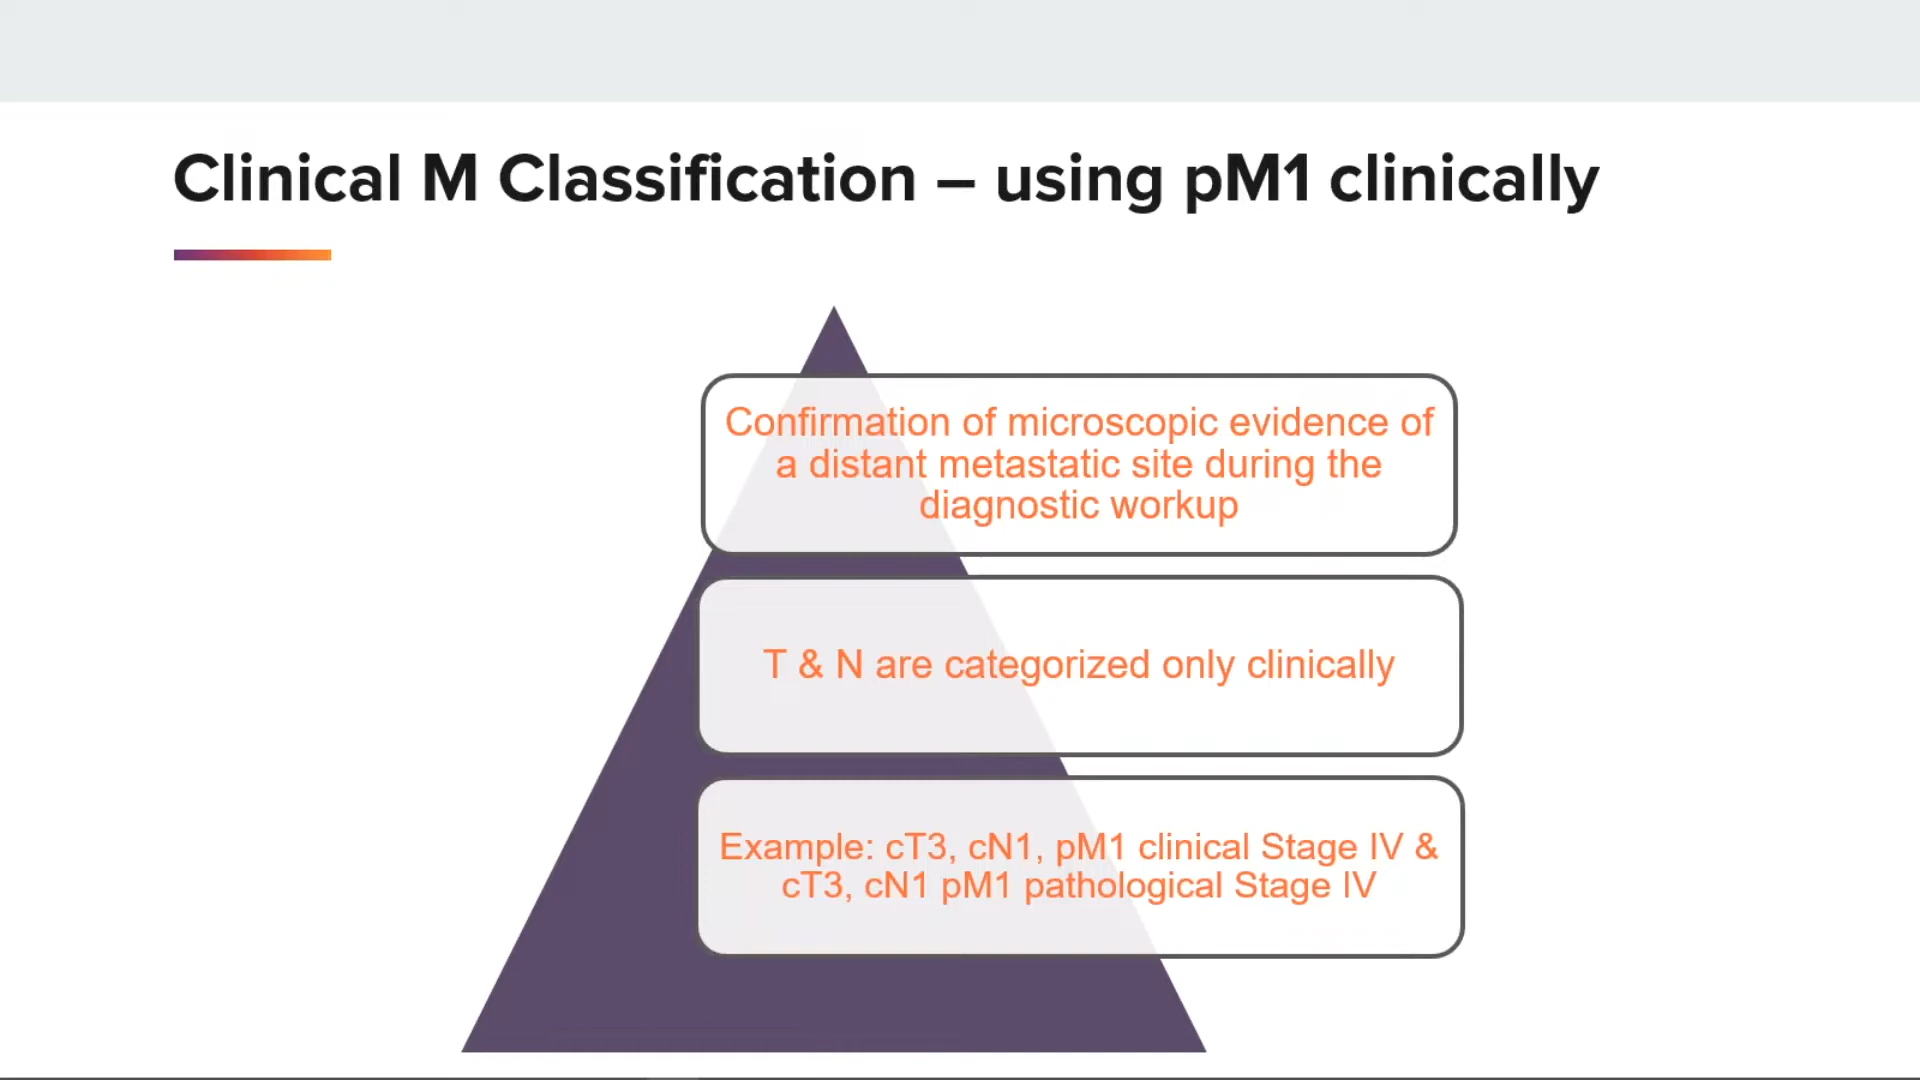 Clinical M Classification – using pM1 clinically
Confirmation of microscopic evidence of
a distant metastatic site during the
diagnostic workup
T & N are categorized only clinically
Example: cT3, cN1, pM1 clinical Stage IV &
cT3, cN1 pM1 pathological Stage IV